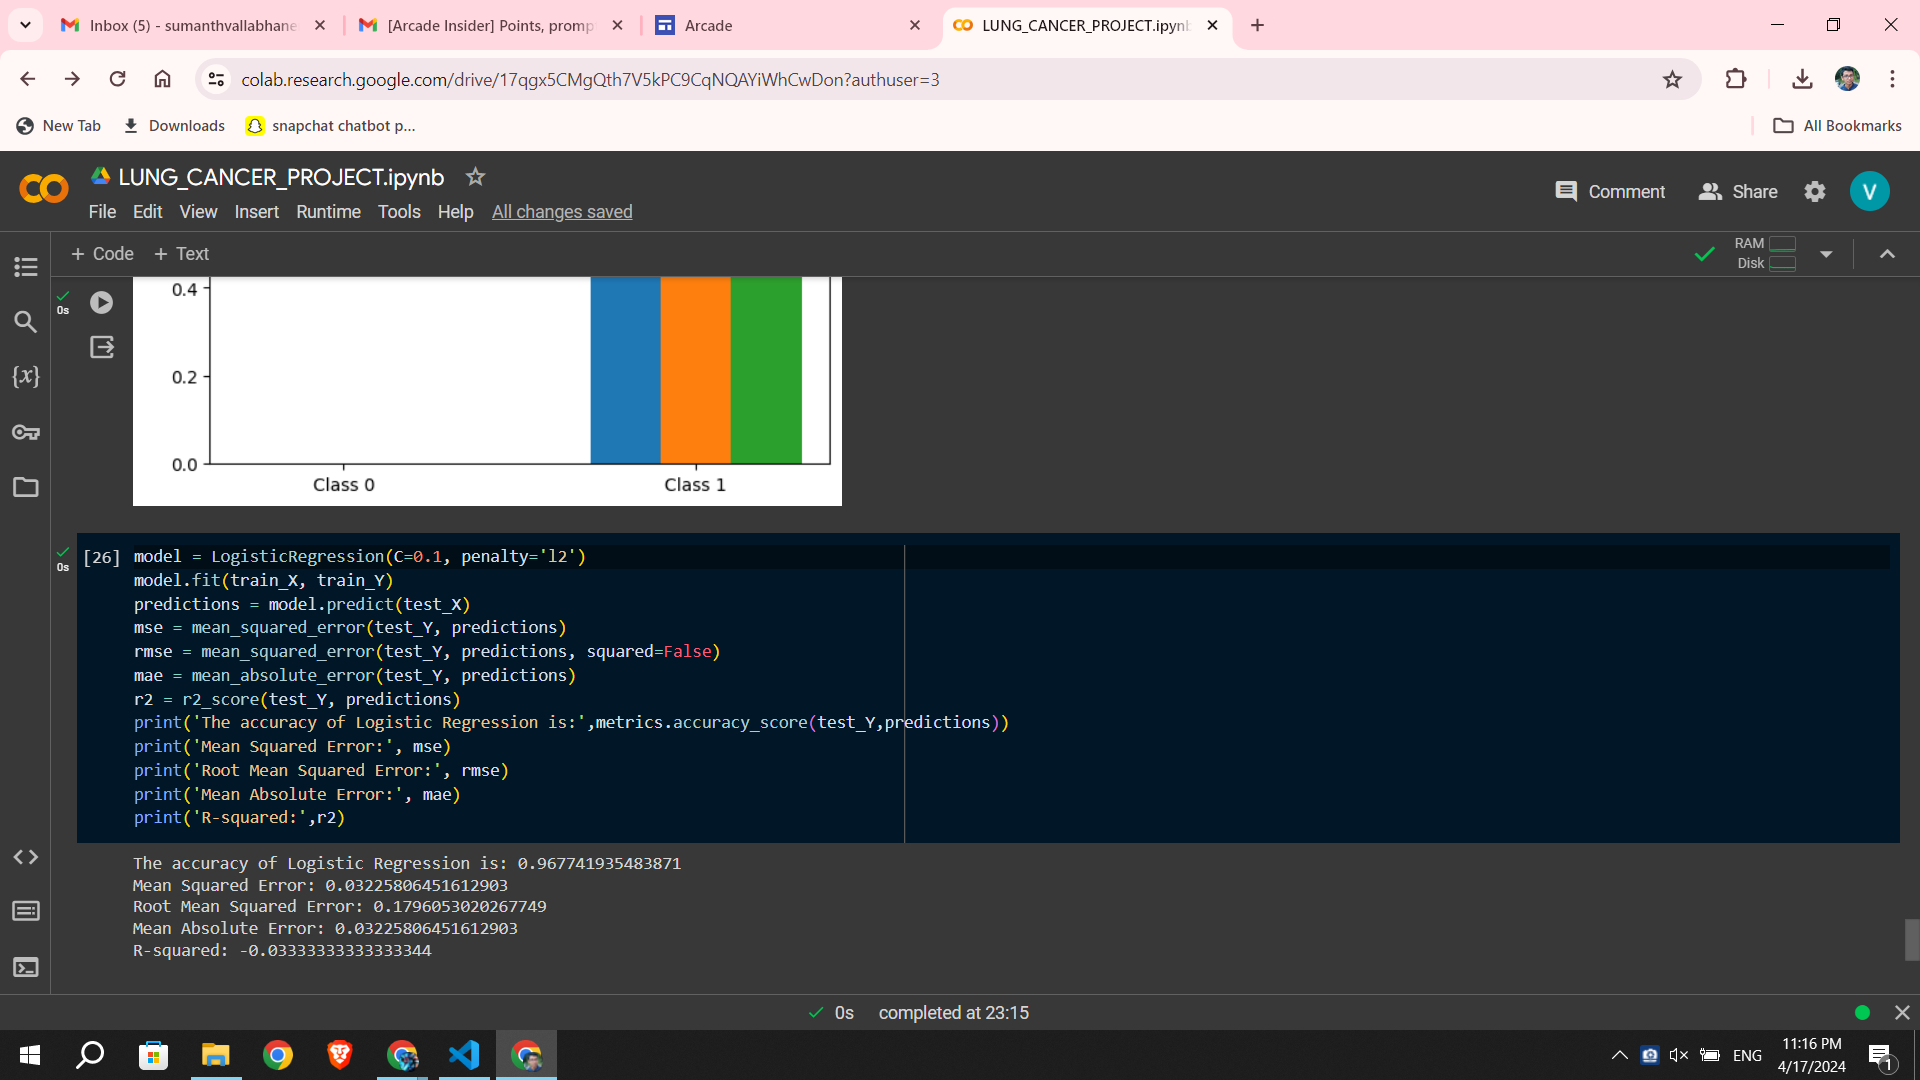 Inbox (5) - sumanthvallabhane
[Arcade Insider] Points, promp
Arcade
LUNG_CANCER_PROJECT.ipynb
colab.research.google.com/drive/17qgx5CMgQth7V5kPC9CqNQAYiWhCwDon?authuser=3
New Tab
Downloads
snapchat chatbot p...
All Bookmarks
LUNG_CANCER_PROJECT.ipynb
Comment
Share
V
File Edit View Insert Runtime Tools Help All changes saved
+ Code + Text
RAM
Disk
0s
0.4
0.2
0.0
Class 0
Class 1
0s
[26] model = LogisticRegression(C=0.1, penalty='l2')
model.fit(train_X, train_Y)
predictions = model.predict(test_X)
mse = mean_squared_error(test_Y, predictions)
rmse = mean_squared_error(test_Y, predictions, squared=False)
mae = mean_absolute_error(test_Y, predictions)
r2 = r2_score(test_Y, predictions)
print('The accuracy of Logistic Regression is:',metrics.accuracy_score(test_Y,predictions))
print('Mean Squared Error:', mse)
print('Root Mean Squared Error:', rmse)
print('Mean Absolute Error:', mae)
print('R-squared:',r2)
The accuracy of Logistic Regression is: 0.967741935483871
Mean Squared Error: 0.03225806451612903
Root Mean Squared Error: 0.1796053020267749
Mean Absolute Error: 0.03225806451612903
R-squared: -0.03333333333333344
{x}
0s completed at 23:15
ENG
11:16 PM
4/17/2024
1